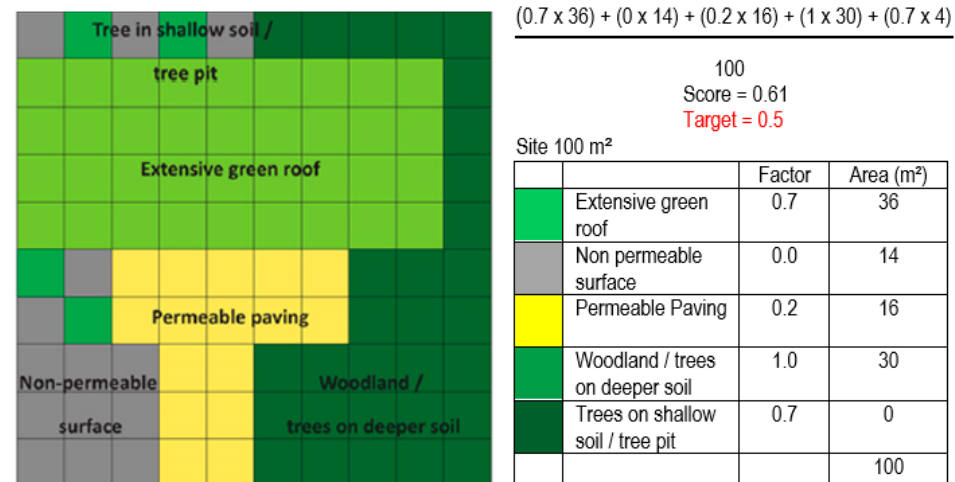 Tree in shallow soil /
tree pit
Extensive green roof
Permeable paving
Non-permeable
surface
Woodland /
trees on deeper soil
(0.7 x 36) + (0 x 14) + (0.2 x 16) + (1 x 30) + (0.7 x 4)
100
Score = 0.61
Target = 0.5
Site 100 m²
Factor Area (m²)
Extensive green 0.7 36
roof
Non permeable 0.0 14
surface
Permeable Paving 0.2 16
Woodland / trees 1.0 30
on deeper soil
Trees on shallow 0.7 0
soil / tree pit
100